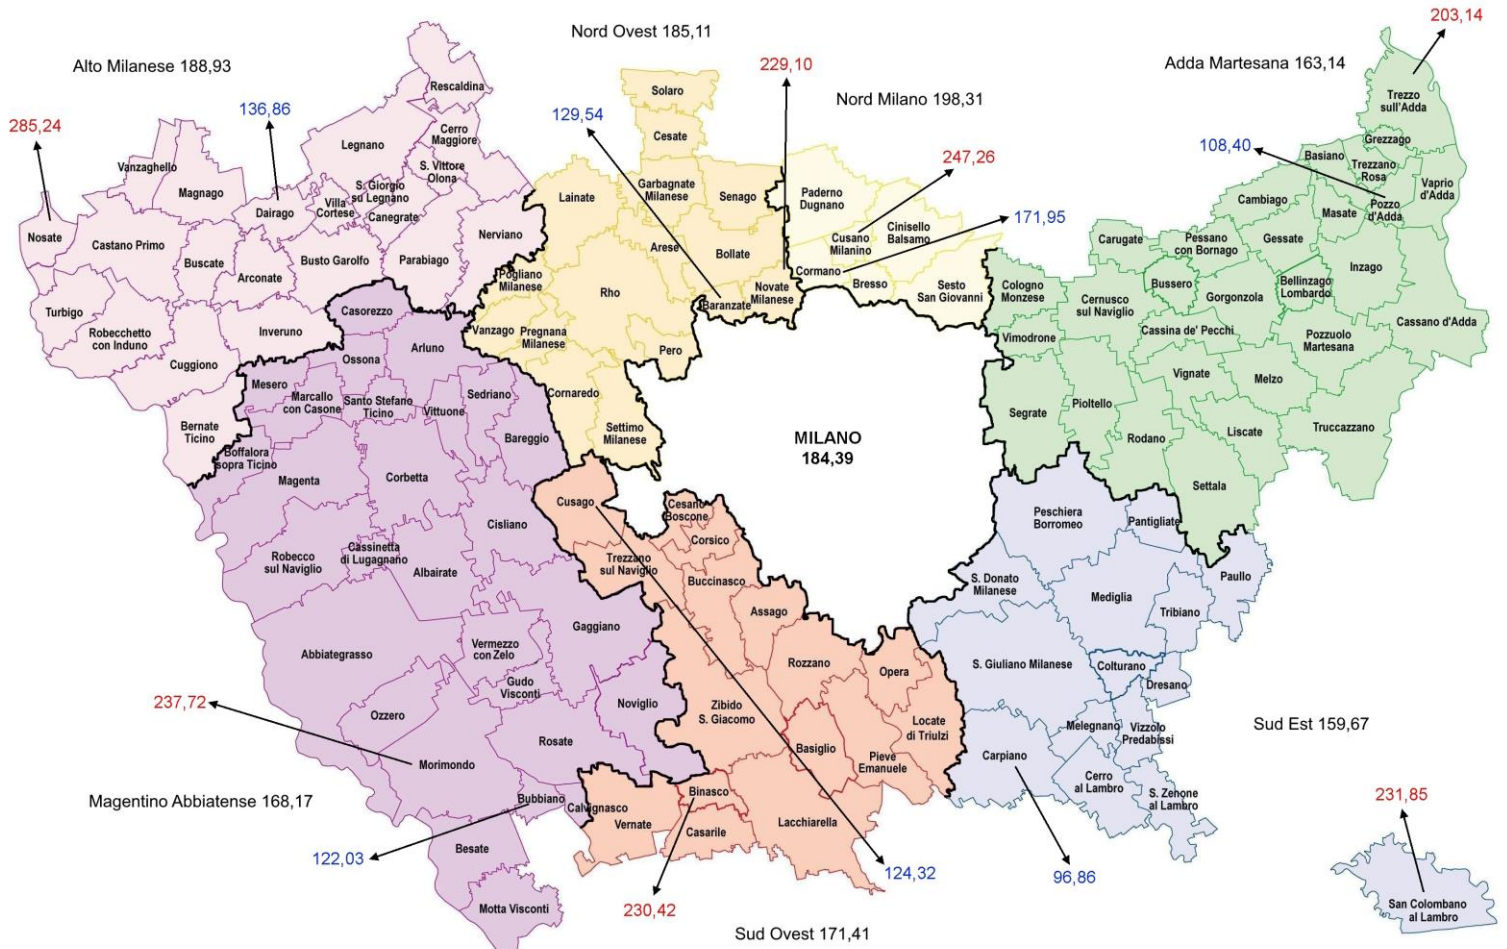 Alto Milanese 188,93
Nord Ovest 185,11
Nord Milano 198,31
Adda Martesana 163,14
203,14
229,10
285,24
136,86
129,54
247,26
171,95
108,40
Rescaldina
Cerro
Maggiore
Legnano
S. Vittore
Olona
S. Giorgio
su Legnano
Vanzaghello
Magnago
Dairago
Villa
Cortese
Canegrate
Nosate
Castano Primo
Buscate
Arconate
Busto Garolfo
Parabiago
Nerviano
Turbigo
Robecchetto
con Induno
Inveruno
Cuggiono
Bernate
Ticino
Solaro
Cesate
Lainate
Garbagnate
Milanese
Senago
Arese
Bollate
Pogliano
Milanese
Rho
Baranzate
Novate
Milanese
Vanzago
Pregnana
Milanese
Pero
Cornaredo
Settimo
Milanese
Paderno
Dugnano
Cusano
Milanino
Cinisello
Balsamo
Cormano
Bresso
Sesto
San Giovanni
Trezzo
sull'Adda
Grezzago
Basiano
Trezzano
Rosa
Vaprio
d'Adda
Cambiago
Masate
Pozzo
d'Adda
Carugate
Pessano
con Bornago
Gessate
Inzago
Cologno
Monzese
Bussero
Gorgonzola
Bellinzago
Lombardo
Cernusco
sul Naviglio
Cassina de' Pecchi
Cassano d'Adda
Vimodrone
Pozzuolo
Martesana
Vignate
Melzo
Segrate
Pioltello
Rodano
Liscate
Truccazzano
Settala
MILANO
184,39
Casorezzo
Ossona
Arluno
Mesero
Marcallo
con Casone
Santo Stefano
Ticino
Vittuone
Sedriano
Bareggio
Boffalora
sopra Ticino
Magenta
Corbetta
Cisliano
Robecco
sul Naviglio
Cassinetta
di Lugagnano
Albairate
Gaggiano
Abbiategrasso
Vermezzo
con Zelo
Gudo
Visconti
Noviglio
Ozzero
Rosate
Morimondo
Bubbiano
Calvignasco
Besate
Motta Visconti
237,72
Magentino Abbiatense 168,17
122,03
Cusago
Cesano
Boscone
Corsico
Trezzano
sul Naviglio
Buccinasco
Assago
Rozzano
Opera
Zibido
S. Giacomo
Locate
di Triulzi
Basiglio
Pieve
Emanuele
Binasco
Vernate
Casarile
Lacchiarella
230,42
124,32
Sud Ovest 171,41
Peschiera
Borromeo
Pantigliate
S. Donato
Milanese
Mediglia
Paullo
Tribiano
S. Giuliano Milanese
Colturano
Dresano
Melegnano
Vizzolo
Predabissi
Carpiano
Cerro
al Lambro
S. Zenone
al Lambro
96,86
Sud Est 159,67
231,85
San Colombano
al Lambro